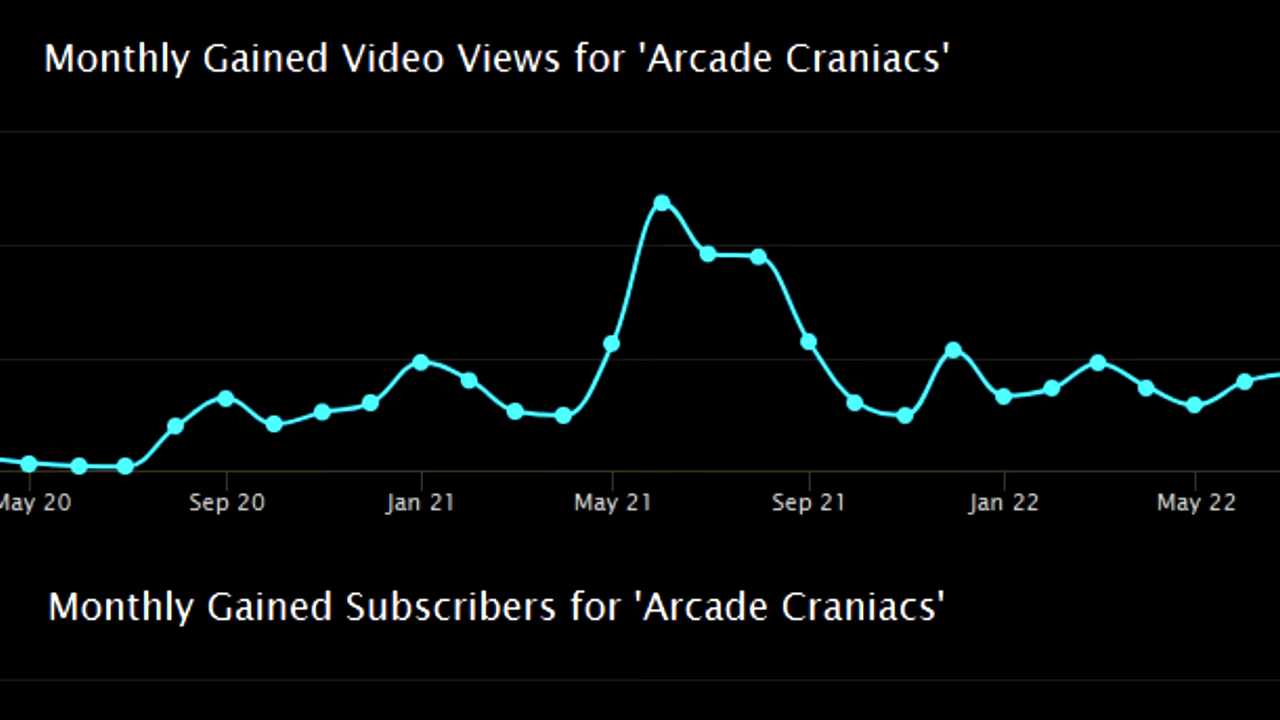 Monthly Gained Video Views for 'Arcade Craniacs'
May 20 Sep 20 Jan 21 May 21 Sep 21 Jan 22 May 22
Monthly Gained Subscribers for 'Arcade Craniacs'